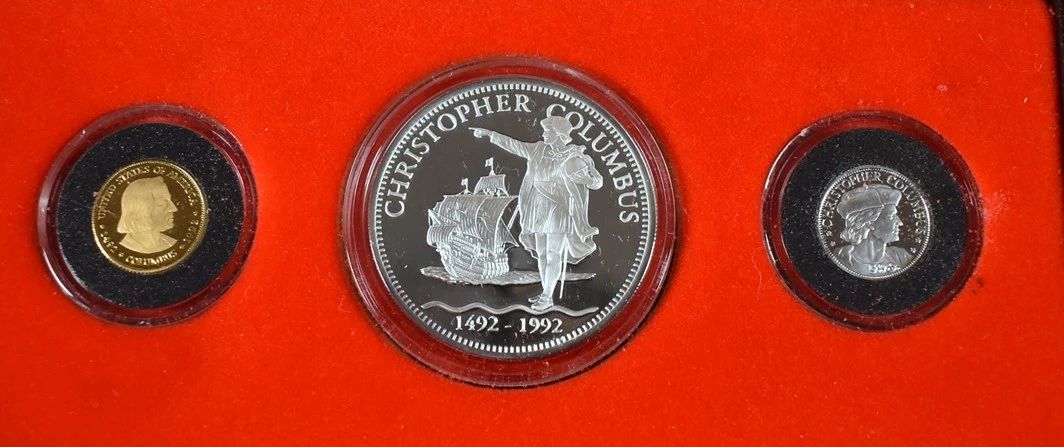 UNITED STATES OF AMERICA
COLUMBUS
CHRISTOPHER COLUMBUS
1492 - 1992
CHRISTOPHER COLUMBUS